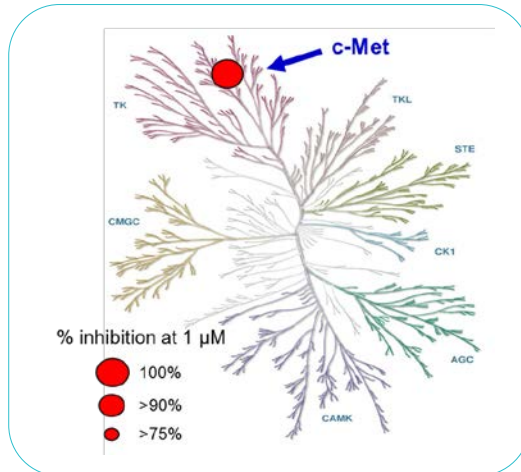 c-Met
TK
TKL
STE
CMGC
CK1
% inhibition at 1 μM
100%
>90%
>75%
AGC
CAMK